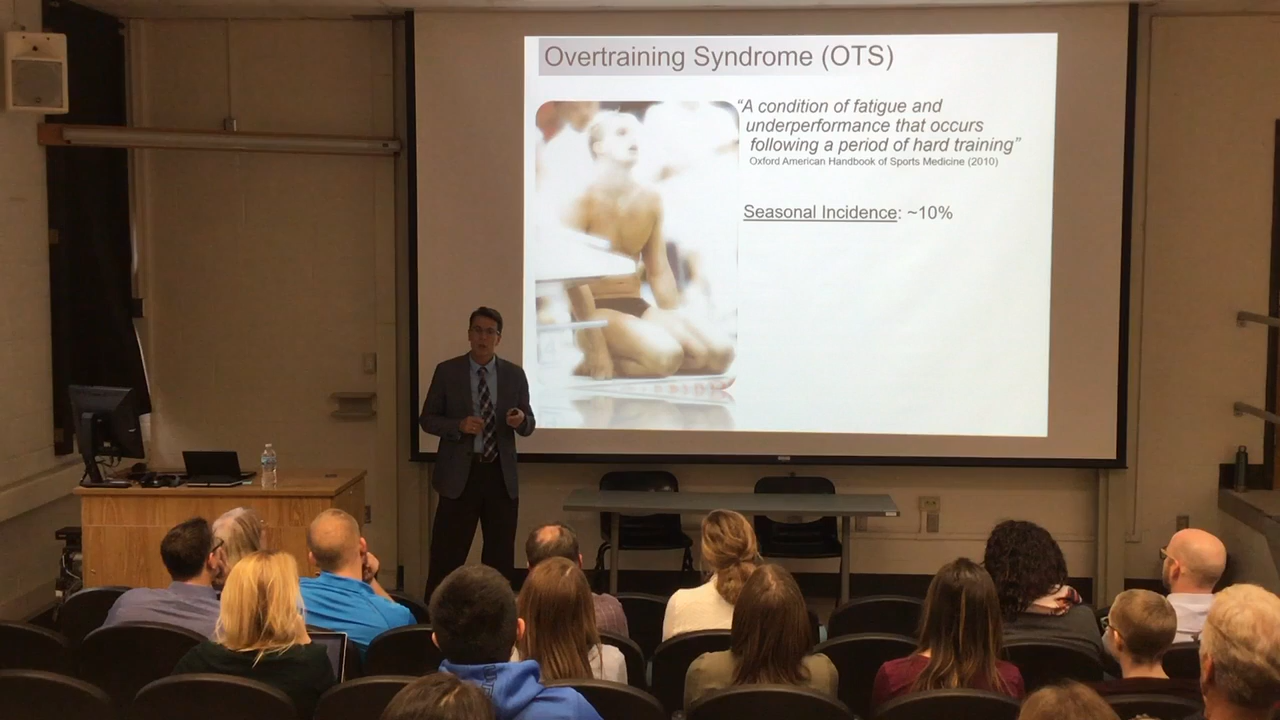 Overtraining Syndrome (OTS)
“A condition of fatigue and
underperformance that occurs
following a period of hard training”
Oxford American Handbook of Sports Medicine (2010)
Seasonal Incidence: ~10%